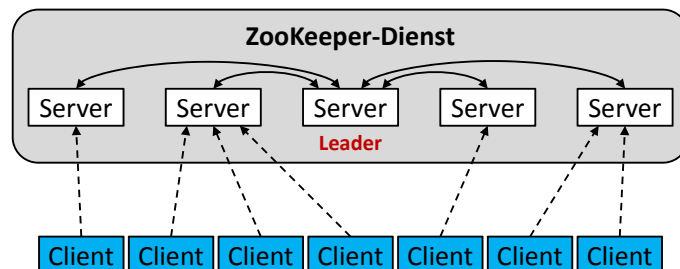 ZooKeeper-Dienst
Server Server Server Server Server
Leader
Client Client Client Client Client Client Client